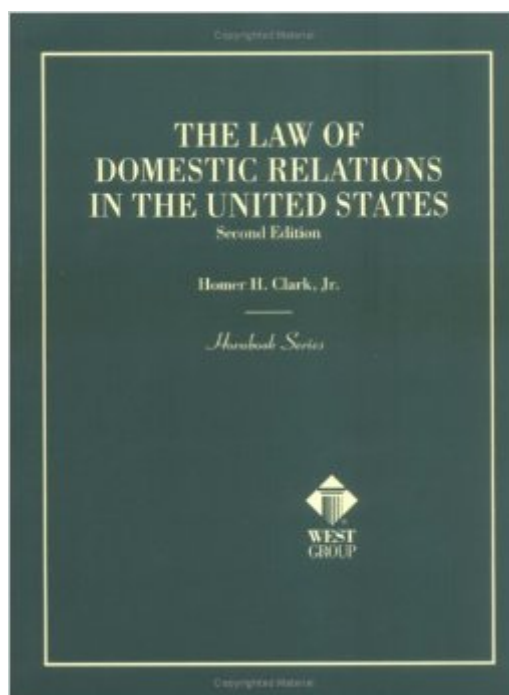 Copyrighted Material
THE LAW OF
DOMESTIC RELATIONS
IN THE UNITED STATES
Second Edition
Homer H. Clark, Jr.
Hornbook Series
WEST
GROUP
Copyrighted Material